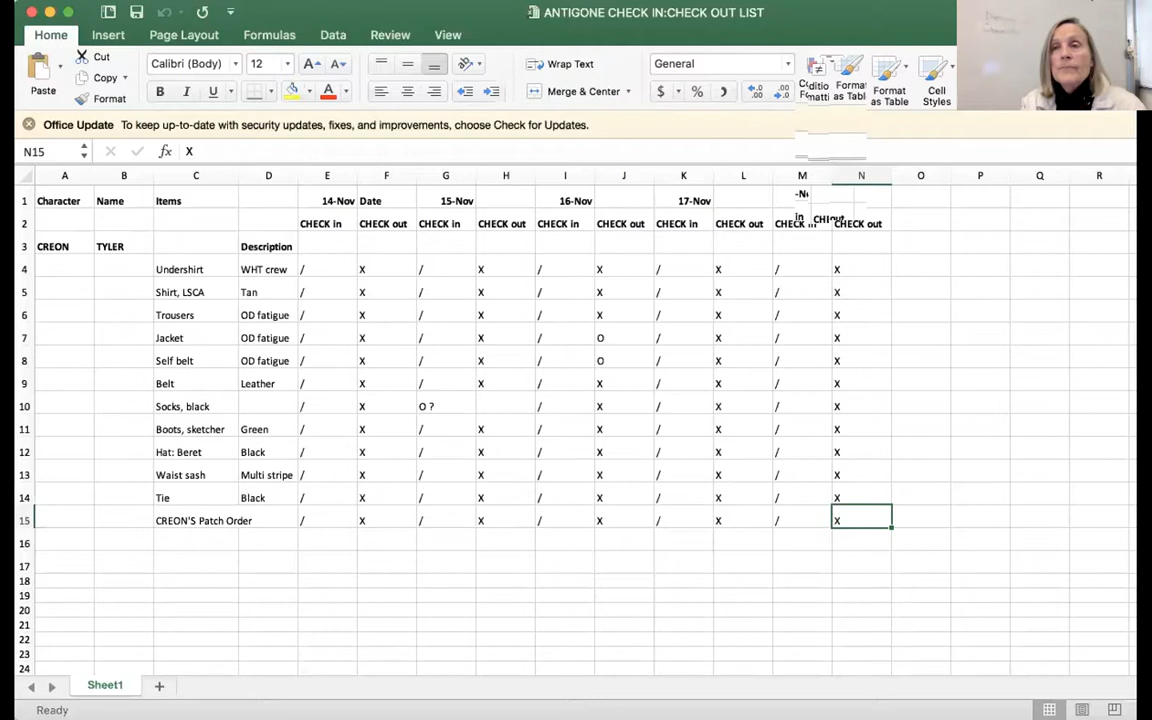 ANTIGONE CHECK IN:CHECK OUT LIST
Home Insert Page Layout Formulas Data Review View
Cut Calibri (Body) 12 A A Wrap Text General
Paste Copy Format B I U A Merge & Center $ % Format as Table Format as Table Cell Styles
Office Update To keep up-to-date with security updates, fixes, and improvements, choose Check for Updates.
N15 fx X
A B C D E F G H I J K L M N O P Q R
1 Character Name Items 14-Nov Date 15-Nov 16-Nov 17-Nov
2 CHECK in CHECK out CHECK in CHECK out CHECK in CHECK out CHECK in CHECK out CHECK in CHECK out
3 CREON TYLER Description
4 Undershirt WHT crew / X / X / X / X / X
5 Shirt, LSCA Tan / X / X / X / X / X
6 Trousers OD fatigue / X / X / X / X / X
7 Jacket OD fatigue / X / X / O / X / X
8 Self belt OD fatigue / X / X / O / X / X
9 Belt Leather / X / X / X / X / X
10 Socks, black / X O ? / X / X / X
11 Boots, sketcher Green / X / X / X / X / X
12 Hat: Beret Black / X / X / X / X / X
13 Waist sash Multi stripe / X / X / X / X / X
14 Tie Black / X / X / X / X / X
15 CREON'S Patch Order / X / X / X / X / X
16
17
18
19
20
21
22
23
24
Sheet1 +
Ready